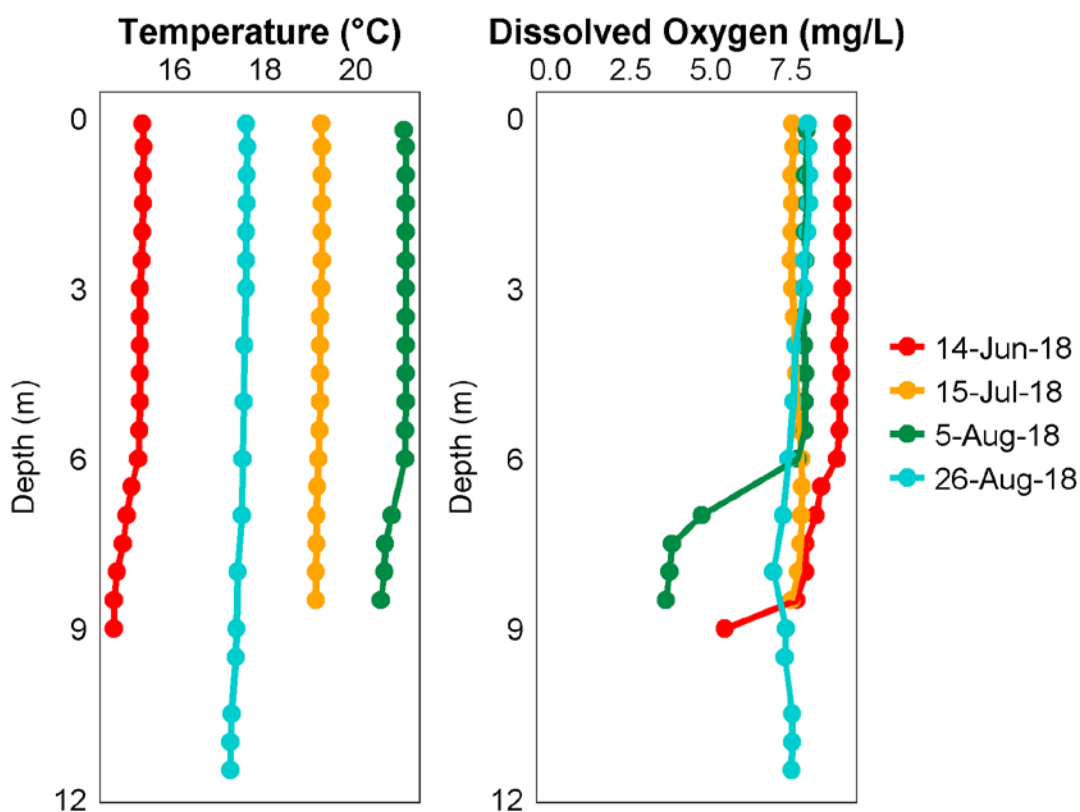 Temperature (°C)
16 18 20
Depth (m)
0
3
6
9
12
Dissolved Oxygen (mg/L)
0.0 2.5 5.0 7.5
Depth (m)
0
3
6
9
12
14-Jun-18
15-Jul-18
5-Aug-18
26-Aug-18